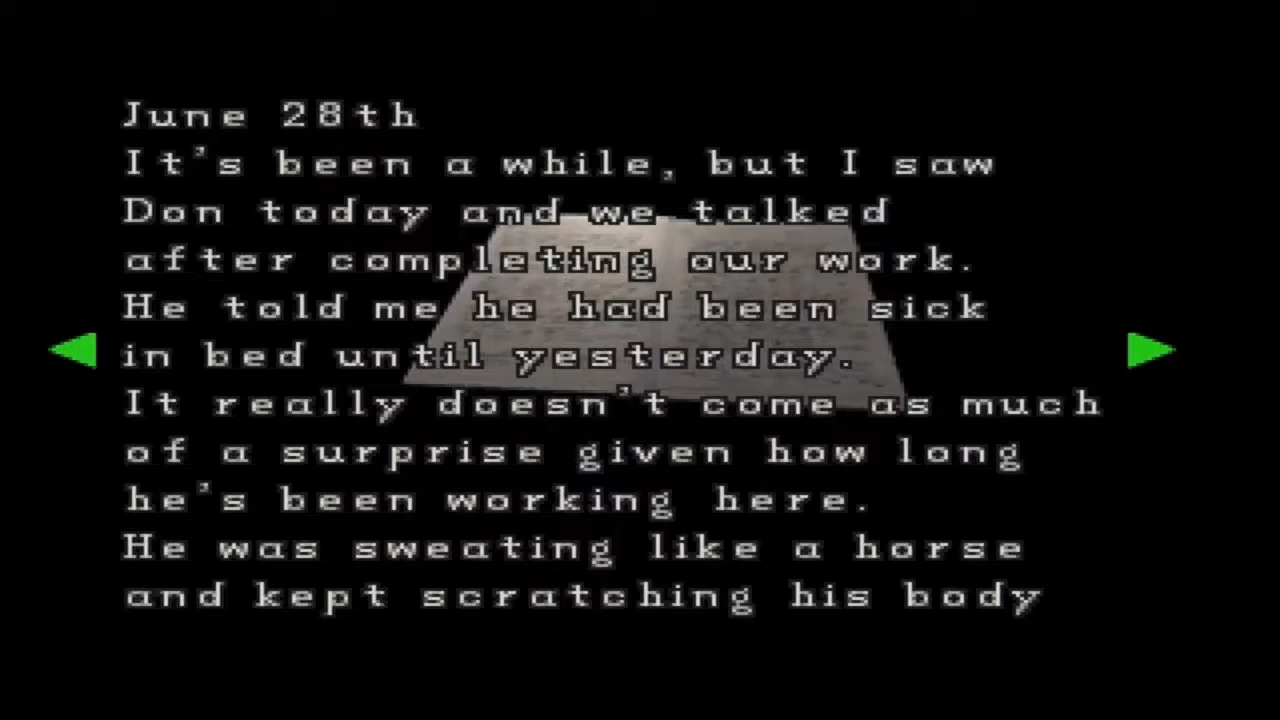 June 28th
It's been a while, but I saw
Don today and we talked
after completing our work.
He told me he had been sick
in bed until yesterday.
It really doesn't come as much
of a surprise given how long
he's been working here.
He was sweating like a horse
and kept scratching his body